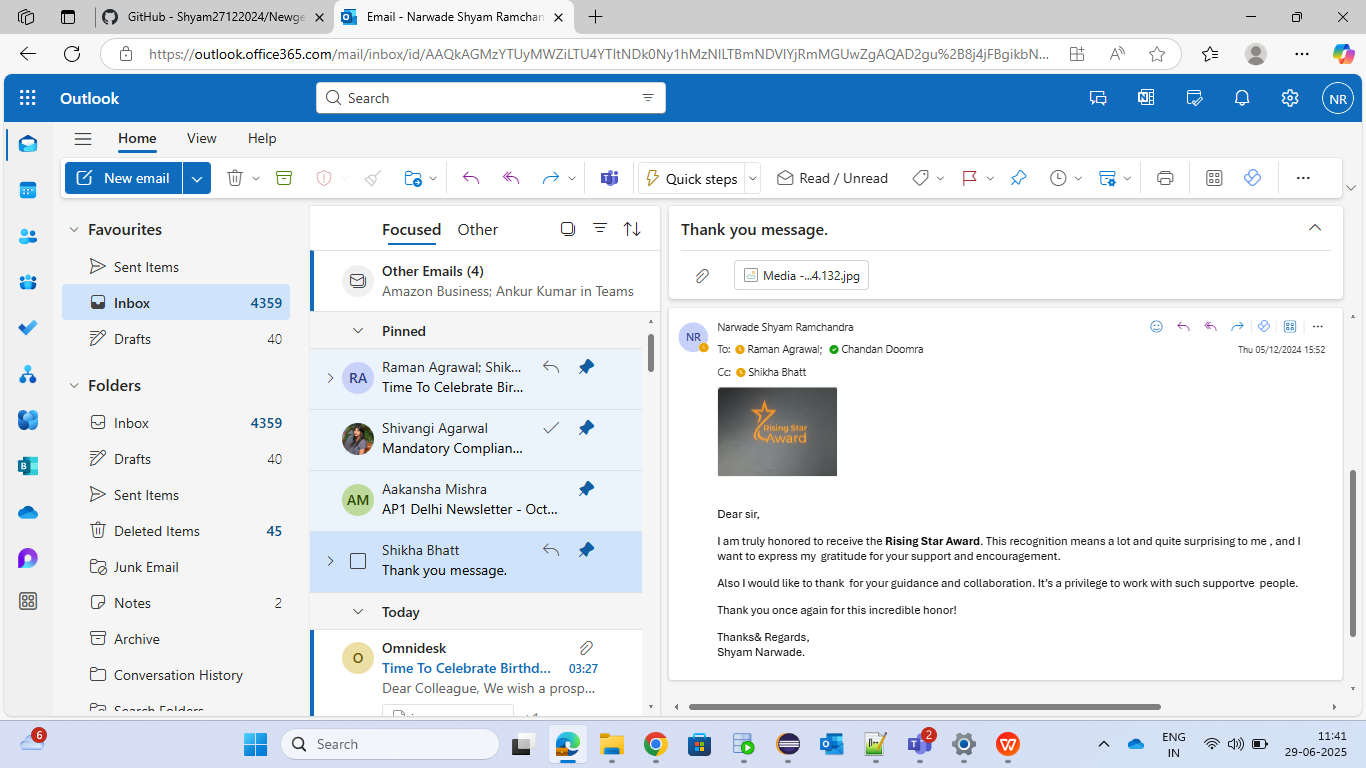 GitHub - Shyam27122024/Newge
Email - Narwade Shyam Ramchan
https://outlook.office365.com/mail/inbox/id/AAQkAGMzYTUyMWZiLTU4YTltNDk0Ny1hMzNlLTBmNDVlYjRmMGUwZgAQAD2gu%2B8j4jFBgikbN...
Outlook
Search
NR
Home View Help
New email
Quick steps
Read / Unread
Favourites
Sent Items
Inbox 4359
Drafts 40
Folders
Inbox 4359
Drafts 40
Sent Items
Deleted Items 45
Junk Email
Notes 2
Archive
Conversation History
Search Folders
Focused Other
Other Emails (4)
Amazon Business; Ankur Kumar in Teams
Pinned
RA
Raman Agrawal; Shik...
Time To Celebrate Bir...
Shivangi Agarwal
Mandatory Complian...
AM
Aakansha Mishra
AP1 Delhi Newsletter - Oct...
Shikha Bhatt
Thank you message.
Today
O
Omnidesk
Time To Celebrate Birthd... 03:27
Dear Colleague, We wish a prosp...
Thank you message.
Media -...4.132.jpg
NR
Narwade Shyam Ramchandra
To: Raman Agrawal; Chandan Doomra
Thu 05/12/2024 15:52
Cc: Shikha Bhatt
Rising Star
Award
Dear sir,
I am truly honored to receive the Rising Star Award. This recognition means a lot and quite surprising to me , and I
want to express my gratitude for your support and encouragement.
Also I would like to thank for your guidance and collaboration. It's a privilege to work with such supportve people.
Thank you once again for this incredible honor!
Thanks& Regards,
Shyam Narwade.
6
Search
2
ENG
IN
11:41
29-06-2025